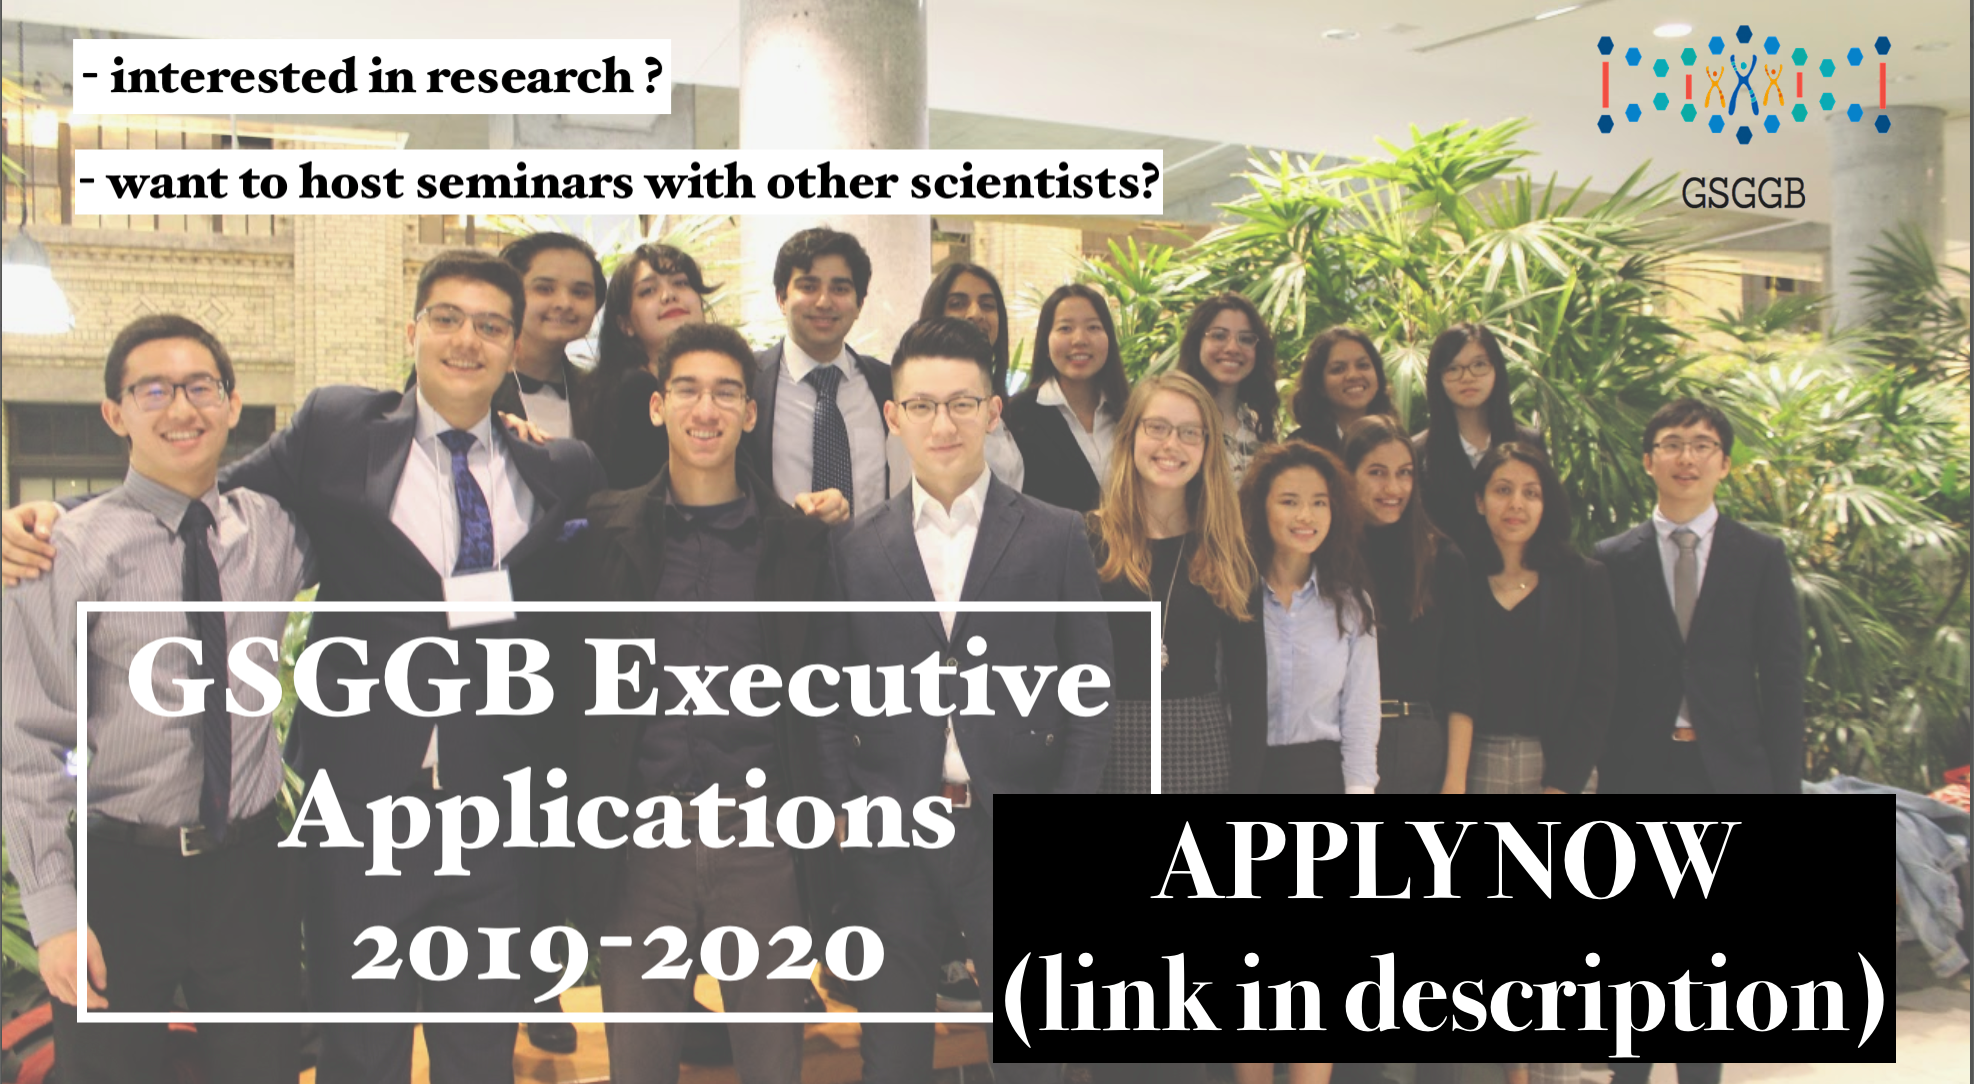 - interested in research ?
- want to host seminars with other scientists?
GSGGB
GSGGB Executive
Applications
2019-2020
APPLY NOW
(link in description)